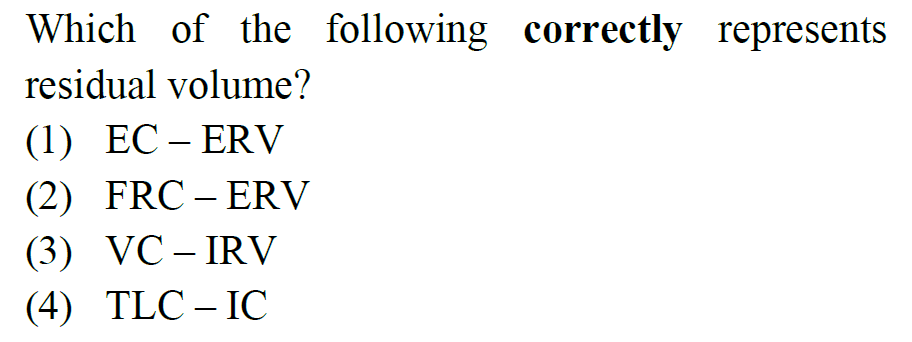 Which of the following correctly represents
residual volume?
(1) EC – ERV
(2) FRC – ERV
(3) VC – IRV
(4) TLC – IC